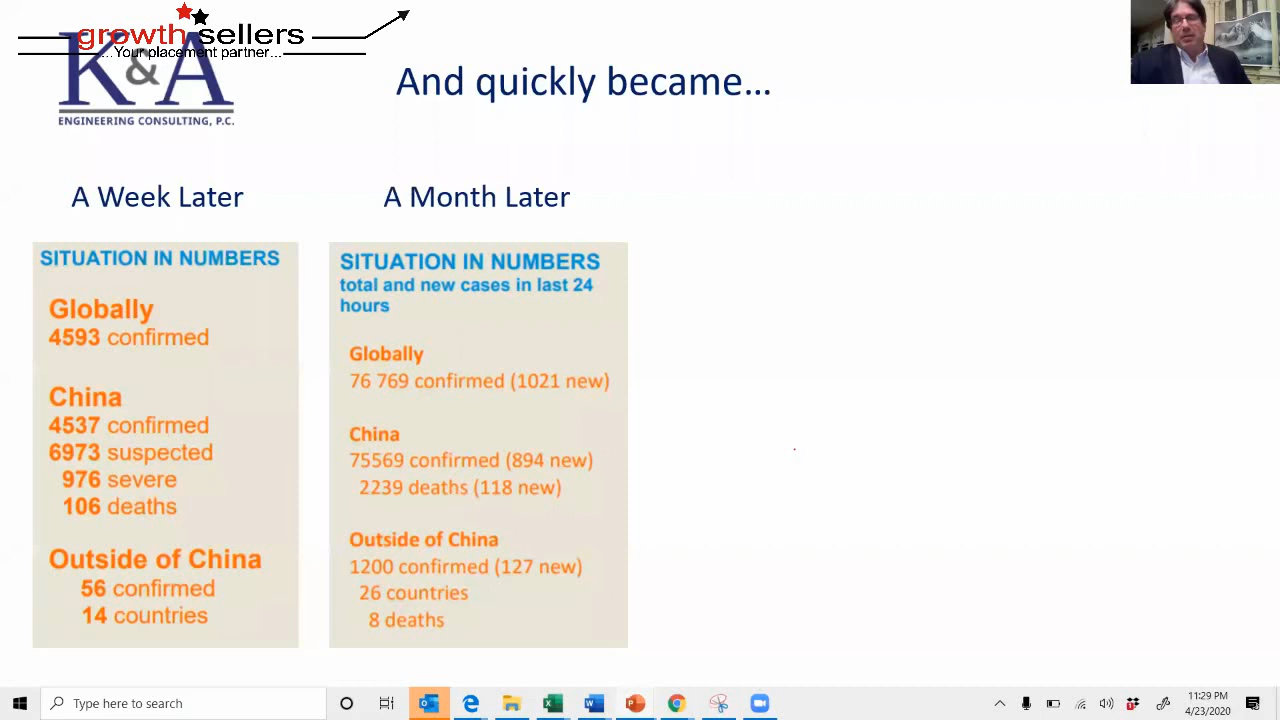 growth sellers
...Your placement partner...
K&A
ENGINEERING CONSULTING, P.C.
And quickly became...
A Week Later
SITUATION IN NUMBERS
Globally
4593 confirmed
China
4537 confirmed
6973 suspected
976 severe
106 deaths
Outside of China
56 confirmed
14 countries
A Month Later
SITUATION IN NUMBERS
total and new cases in last 24
hours
Globally
76 769 confirmed (1021 new)
China
75569 confirmed (894 new)
2239 deaths (118 new)
Outside of China
1200 confirmed (127 new)
26 countries
8 deaths
Type here to search
11:29 PM
4/23/2020